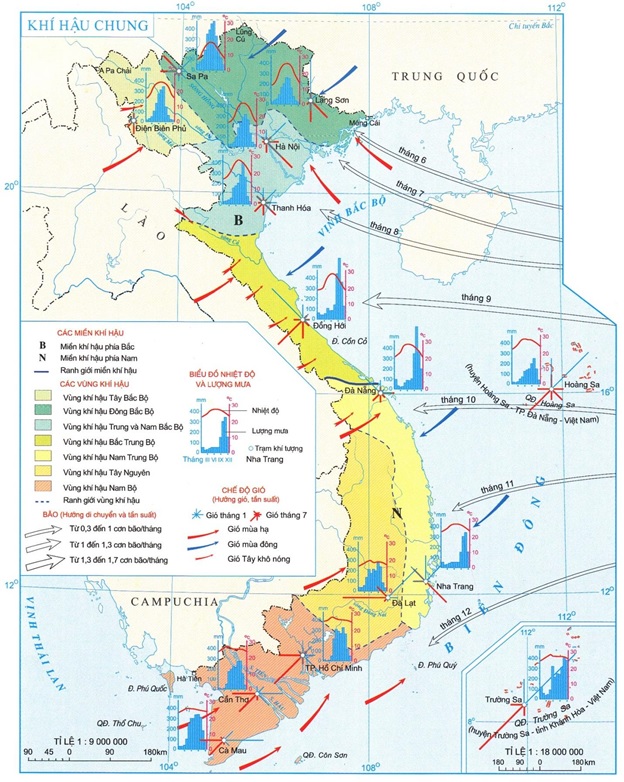 KHÍ HẬU CHUNG
104°
108°
112°
Chí tuyến Bắc
Lũng
Cú
A Pa Chải
Sa Pa
TRUNG QUỐC
Lạng Sơn
Điện Biên Phủ
Móng Cái
Hà Nội
tháng 6
tháng 7
tháng 8
20°
Thanh Hóa
B
LÀO
VỊNH BẮC BỘ
tháng 9
Đồng Hới
Đ. Cồn Cỏ
Đà Nẵng
Hoàng Sa
QĐ. Hoàng Sa
(huyện Hoàng Sa - TP. Đà Nẵng - Việt Nam)
16°
tháng 10
tháng 11
BIỂN ĐÔNG
N
Nha Trang
Đà Lạt
12°
12°
tháng 12
CAMPUCHIA
VỊNH THÁI LAN
TP. Hồ Chí Minh
Đ. Phú Quý
Hà Tiên
Đ. Phú Quốc
Cần Thơ
QĐ. Thổ Chu
Cà Mau
QĐ. Côn Sơn
CÁC MIỀN KHÍ HẬU
B Miền khí hậu phía Bắc
N Miền khí hậu phía Nam
Ranh giới miền khí hậu
CÁC VÙNG KHÍ HẬU
Vùng khí hậu Tây Bắc Bộ
Vùng khí hậu Đông Bắc Bộ
Vùng khí hậu Trung và Nam Bắc Bộ
Vùng khí hậu Bắc Trung Bộ
Vùng khí hậu Nam Trung Bộ
Vùng khí hậu Tây Nguyên
Vùng khí hậu Nam Bộ
Ranh giới vùng khí hậu
BÃO (Hướng di chuyển và tần suất)
Từ 0,3 đến 1 cơn bão/tháng
Từ 1 đến 1,3 cơn bão/tháng
Từ 1,3 đến 1,7 cơn bão/tháng
BIỂU ĐỒ NHIỆT ĐỘ
VÀ LƯỢNG MƯA
mm
°C
400
300
200
100
0
30
20
10
0
Nhiệt độ
Lượng mưa
Trạm khí tượng
Tháng III VI IX XII
Nha Trang
CHẾ ĐỘ GIÓ
(Hướng gió, tần suất)
Gió tháng 1
Gió tháng 7
Gió mùa hạ
Gió mùa đông
Gió Tây khô nóng
TỈ LỆ 1 : 9 000 000
90 45 0 90 180km
104°
108°
112°
8°
Trường Sa
QĐ. Trường Sa
(huyện Trường Sa - tỉnh Khánh Hòa - Việt Nam)
TỈ LỆ 1 : 18 000 000
180 0 180km